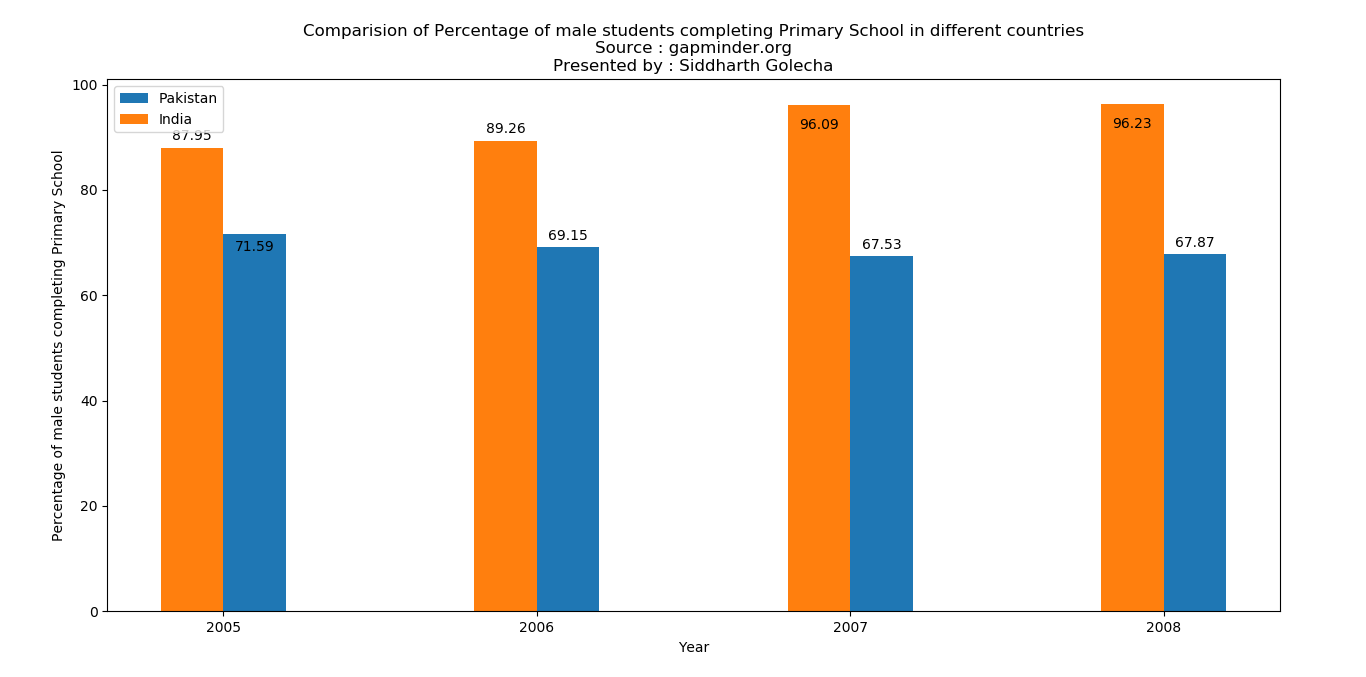 Comparision of Percentage of male students completing Primary School in different countries
Source : gapminder.org
Presented by : Siddharth Golecha
Percentage of male students completing Primary School
100
80
60
40
20
0
Pakistan
India
87.95
71.59
89.26
69.15
96.09
67.53
96.23
67.87
2005
2006
2007
2008
Year